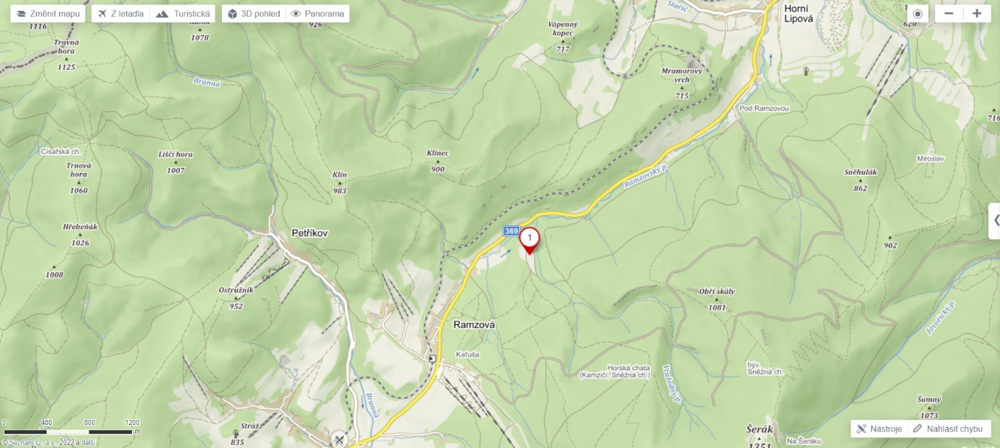 Změnit mapu
Z letadla
Turistická
3D pohled
Panorama
1116
Travná
hora
1125
1078
926
Branná
Vápenný
kopec
717
Staříč
Horní
Lipová
620
Mramorový
vrch
715
Pod Ramzovou
716
Císařská ch.
Trnová
hora
1060
Liščí hora
1007
Klín
983
Klínec
900
Ramzovský p.
Miroslav
Sněhulák
862
Hřebeňák
1026
Petříkov
369
1
902
1008
Ostružník
952
Obří skály
1081
Javořický p.
Ramzová
Kaťuša
Horská chata
(Kamzičí, Sněžná ch.)
Vražedný p.
býv.
Sněžná ch.
Branná
Šumný
1073
Stráž
835
Šerák
1351
Na Šeráku
0
400
800
1200
m
© Seznam.cz, a.s., 2022 a další
Nástroje
Nahlásit chybu